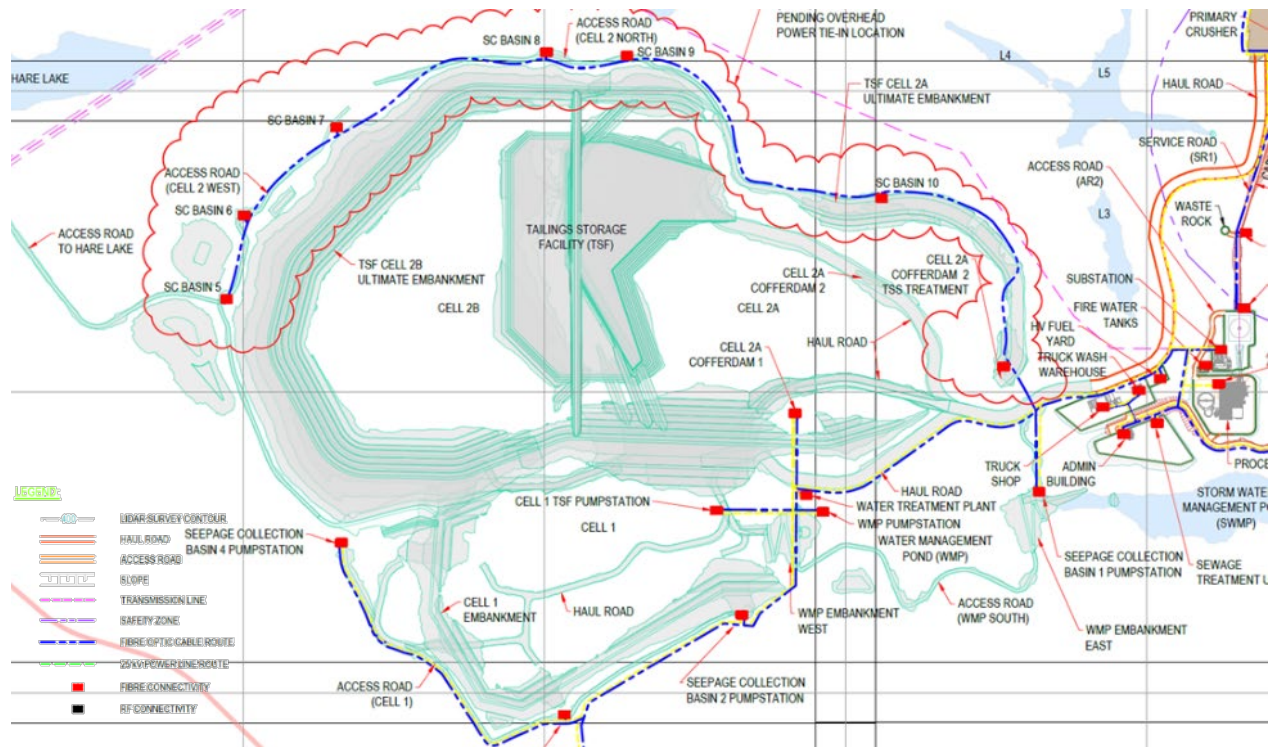 PENDING OVERHEAD
POWER TIE-IN LOCATION
PRIMARY
CRUSHER
SC BASIN 8
ACCESS ROAD
(CELL 2 NORTH)
SC BASIN 9
HARE LAKE
L4
L5
HAUL ROAD
TSF CELL 2A
ULTIMATE EMBANKMENT
SC BASIN 7
SERVICE ROAD
(SR1)
ACCESS ROAD
(AR2)
ACCESS ROAD
(CELL 2 WEST)
SC BASIN 10
SC BASIN 6
L3
WASTE
ROCK
ACCESS ROAD
TO HARE LAKE
TAILINGS STORAGE
FACILITY (TSF)
TSF CELL 2B
ULTIMATE EMBANKMENT
CELL 2A
COFFERDAM 2
CELL 2A
COFFERDAM 2
TSS TREATMENT
SUBSTATION
SC BASIN 5
CELL 2B
CELL 2A
FIRE WATER
TANKS
HV FUEL
YARD
TRUCK WASH
WAREHOUSE
CELL 2A
COFFERDAM 1
HAUL ROAD
TRUCK
SHOP
ADMIN
BUILDING
PROCE
LEGEND:
LIDAR SURVEY CONTOUR
HAUL ROAD
ACCESS ROAD
SLOPE
TRANSMISSION LINE
SAFETY ZONE
FIBRE OPTIC CABLE ROUTE
25 kV POWER LINE ROUTE
FIBRE CONNECTIVITY
RF CONNECTIVITY
SEEPAGE COLLECTION
BASIN 4 PUMPSTATION
CELL 1 TSF PUMPSTATION
CELL 1
HAUL ROAD
WATER TREATMENT PLANT
WMP PUMPSTATION
WATER MANAGEMENT
POND (WMP)
STORM WATE
MANAGEMENT PO
(SWMP)
SEEPAGE COLLECTION
BASIN 1 PUMPSTATION
SEWAGE
TREATMENT U
CELL 1
EMBANKMENT
HAUL ROAD
WMP EMBANKMENT
WEST
ACCESS ROAD
(WMP SOUTH)
WMP EMBANKMENT
EAST
ACCESS ROAD
(CELL 1)
SEEPAGE COLLECTION
BASIN 2 PUMPSTATION